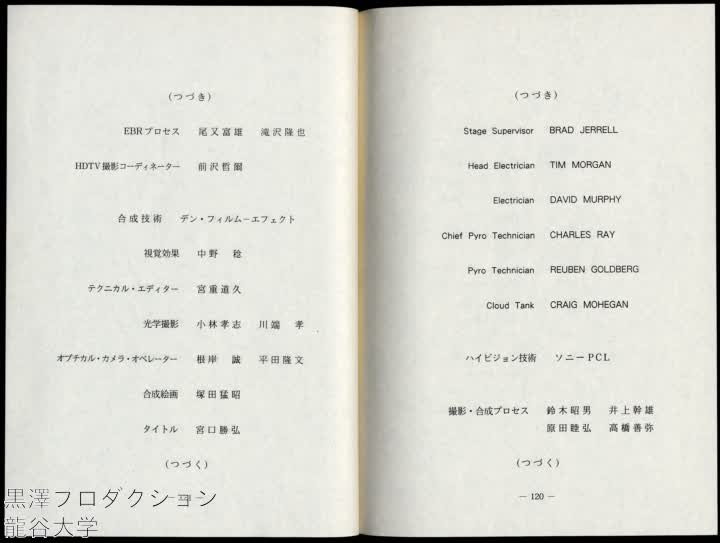 (つづき)
EBRプロセス 尾又富雄 滝沢隆也
HDTV撮影コーディネーター 前沢哲爾
合成技術 デン・フィルム−エフェクト
視覚効果 中野 稔
テクニカル・エディター 宮重道久
光学撮影 小林孝志 川端 孝
オプチカル・カメラ・オペレーター 根岸 誠 平田隆文
合成絵画 塚田猛昭
タイトル 宮口勝弘
(つづく)
黒澤プロダクション
龍谷大学
(つづき)
Stage Supervisor BRAD JERRELL
Head Electrician TIM MORGAN
Electrician DAVID MURPHY
Chief Pyro Technician CHARLES RAY
Pyro Technician REUBEN GOLDBERG
Cloud Tank CRAIG MOHEGAN
ハイビジョン技術 ソニーPCL
撮影・合成プロセス 鈴木昭男 井上幹雄
原田睦弘 高橋善弥
(つづく)
— 120 —